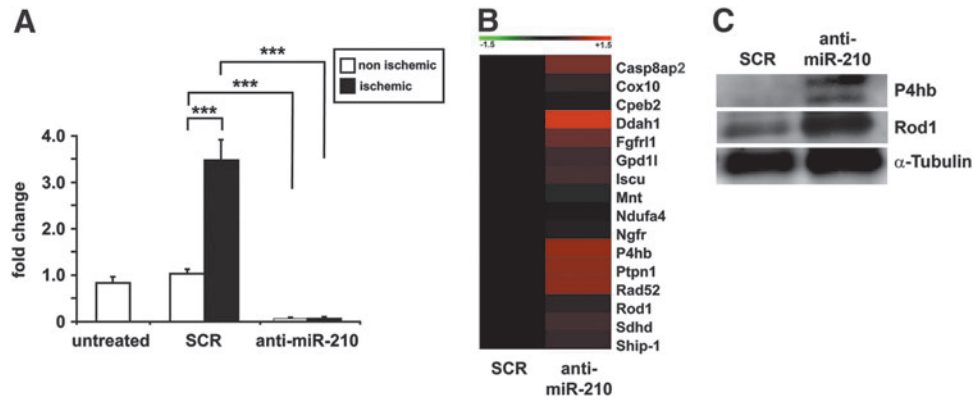 A
***
***
***
non ischemic
ischemic
4.0
3.0
2.0
1.0
0
fold change
untreated
SCR
anti-miR-210
B
-1.5
+1.5
Casp8ap2
Cox10
Cpeb2
Ddah1
Fgfrl1
Gpd1l
Iscu
Mnt
Ndufa4
Ngfr
P4hb
Ptpn1
Rad52
Rod1
Sdhd
Ship-1
SCR
anti-
miR-210
C
SCR
anti-
miR-210
P4hb
Rod1
α-Tubulin